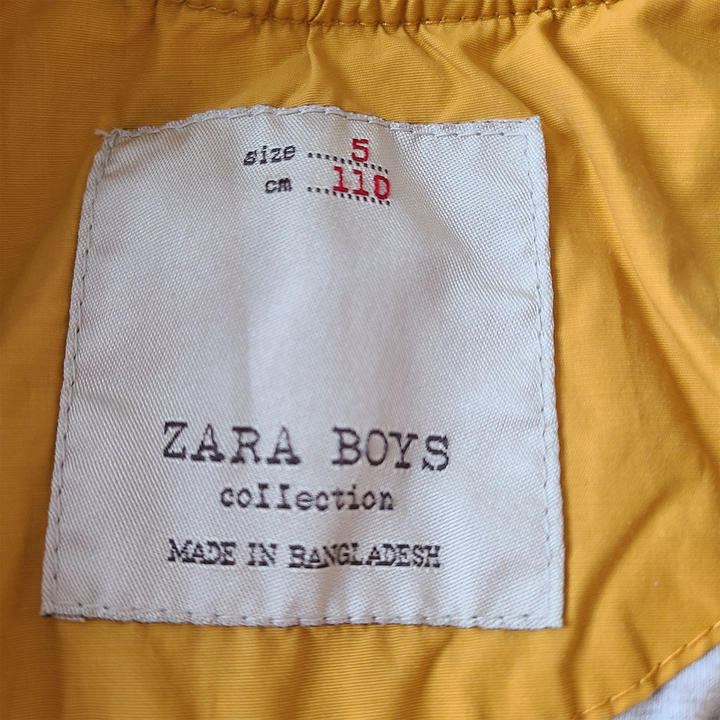 size ..... 5
cm ..... 110
ZARA BOYS
collection
MADE IN BANGLADESH